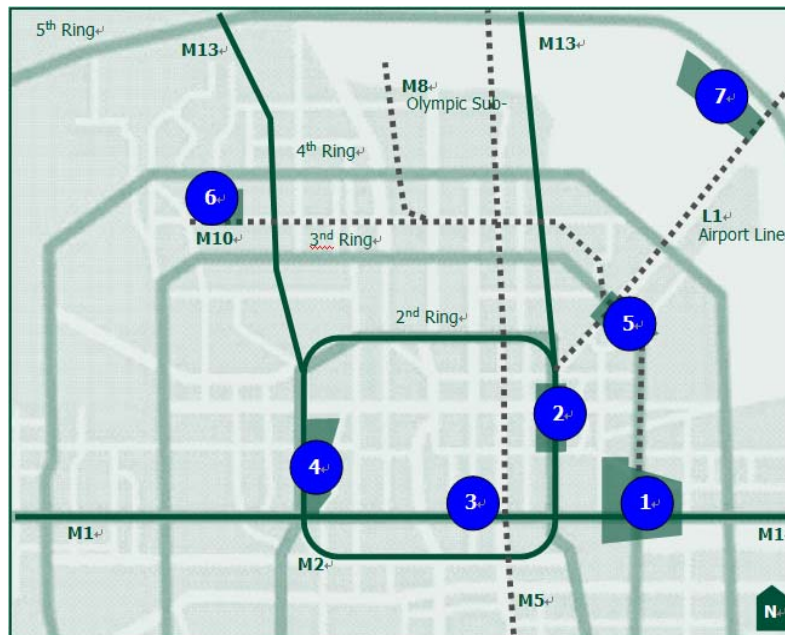 5th Ring
M13
M13
M8
Olympic Sub-
7
4th Ring
6
L1
Airport Line
M10
3nd Ring
2nd Ring
5
2
4
3
1
M1
M1
M2
M5
N